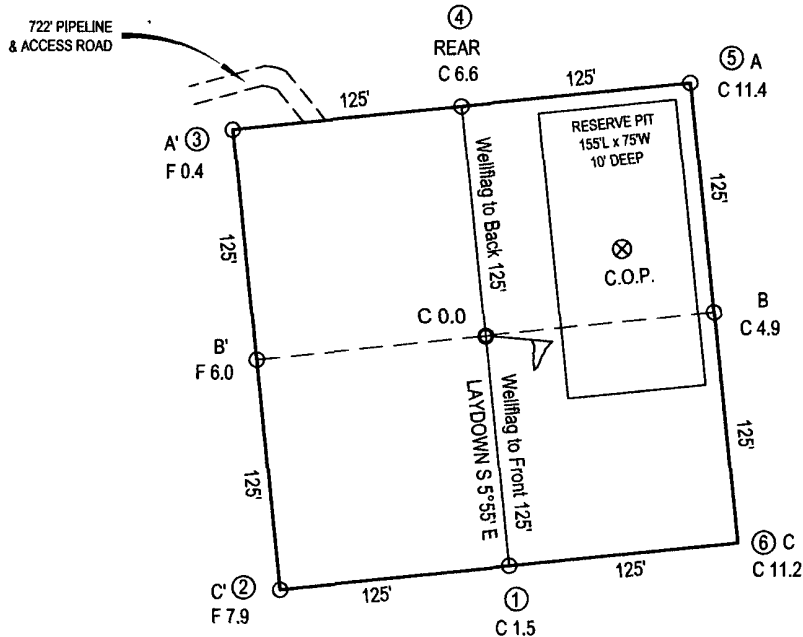 722' PIPELINE
& ACCESS ROAD
④
REAR
C 6.6
⑤ A
C 11.4
125'
125'
A' ③
F 0.4
RESERVE PIT
155'L x 75'W
10' DEEP
Wellflag to Back 125'
125'
125'
C.O.P.
C 0.0
B
C 4.9
B'
F 6.0
Wellflag to Front 125'
LAYDOWN S 5°55' E
125'
125'
C' ②
F 7.9
125'
125'
⑥ C
C 11.2
①
C 1.5